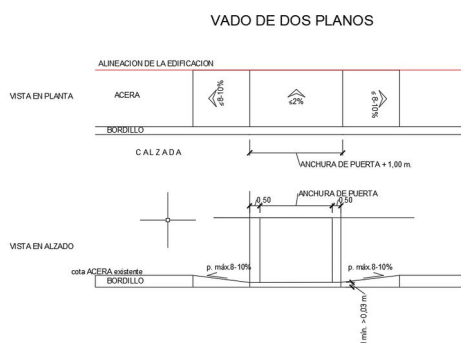 VADO DE DOS PLANOS
ALINEACION DE LA EDIFICACION
VISTA EN PLANTA
ACERA
≤8-10%
≤2%
≤8-10%
BORDILLO
CALZADA
ANCHURA DE PUERTA + 1,00 m.
ANCHURA DE PUERTA
0,50
0,50
VISTA EN ALZADO
p. máx.8-10%
p. máx.8-10%
cota ACERA existente
BORDILLO
mín. > 0,03 m